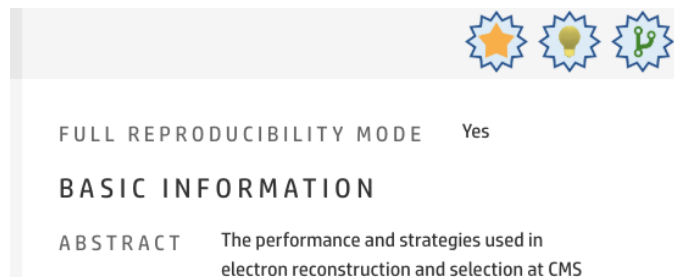 FULL REPRODUCIBILITY MODE Yes
BASIC INFORMATION
ABSTRACT The performance and strategies used in
electron reconstruction and selection at CMS